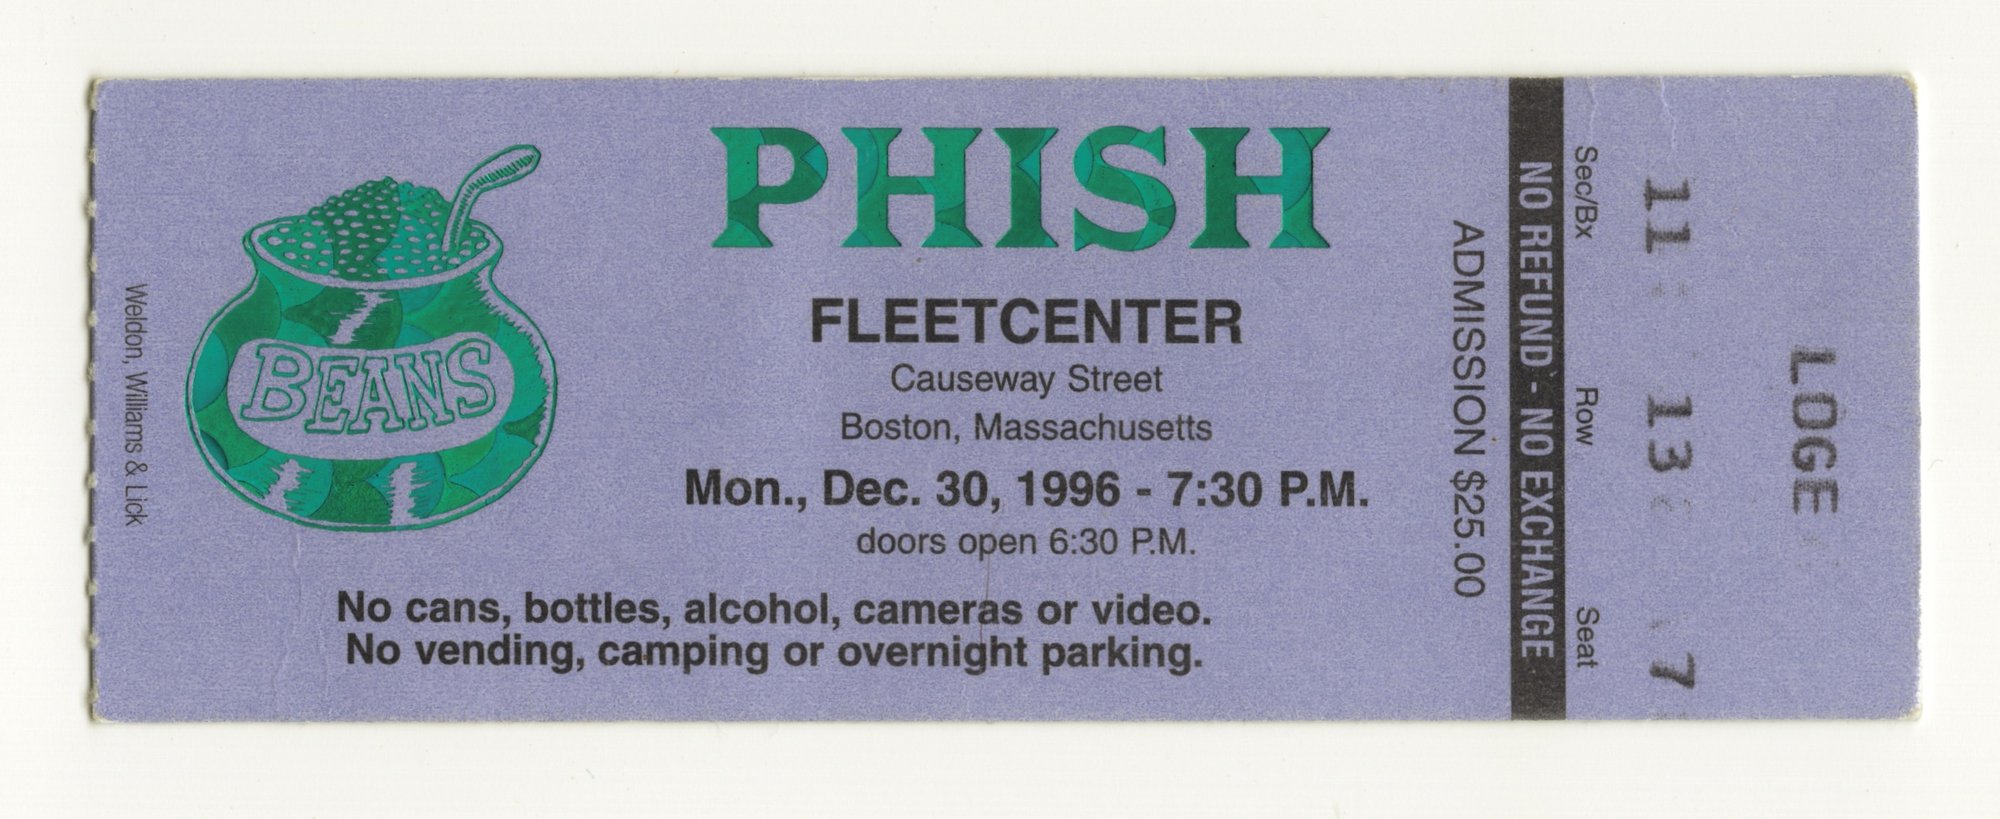 Weldon, Williams & Lick
BEANS
PHISH
FLEETCENTER
Causeway Street
Boston, Massachusetts
Mon., Dec. 30, 1996 - 7:30 P.M.
doors open 6:30 P.M.
No cans, bottles, alcohol, cameras or video.
No vending, camping or overnight parking.
ADMISSION $25.00
NO REFUND - NO EXCHANGE
Sec/Bx Row Seat
11 13 7
LOGE